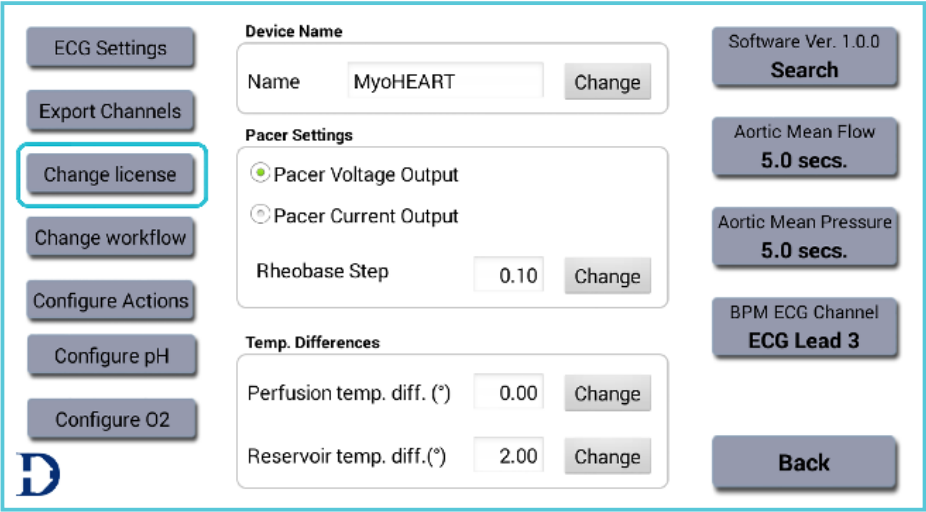 ECG Settings
Export Channels
Change license
Change workflow
Configure Actions
Configure pH
Configure O2
Device Name
Name MyoHEART Change
Pacer Settings
Pacer Voltage Output
Pacer Current Output
Rheobase Step 0.10 Change
Temp. Differences
Perfusion temp. diff. (°) 0.00 Change
Reservoir temp. diff.(°) 2.00 Change
Software Ver. 1.0.0
Search
Aortic Mean Flow
5.0 secs.
Aortic Mean Pressure
5.0 secs.
BPM ECG Channel
ECG Lead 3
Back